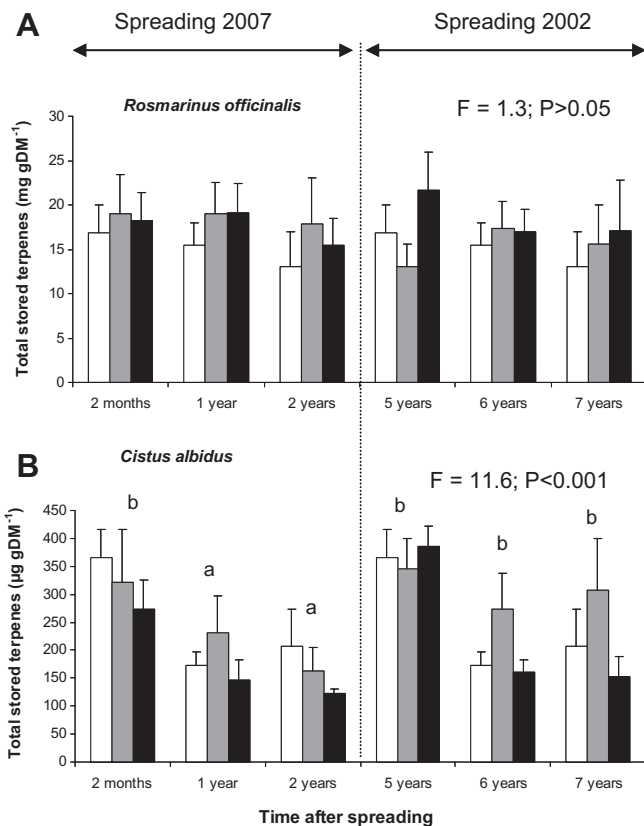 A
Spreading 2007 Spreading 2002
Rosmarinus officinalis
F = 1.3; P>0.05
Total stored terpenes (mg gDM⁻¹)
30
25
20
15
10
5
0
2 months 1 year 2 years 5 years 6 years 7 years
B
Cistus albidus
F = 11.6; P<0.001
Total stored terpenes (µg gDM⁻¹)
450
400
350
300
250
200
150
100
50
0
b a a b b b
2 months 1 year 2 years 5 years 6 years 7 years
Time after spreading